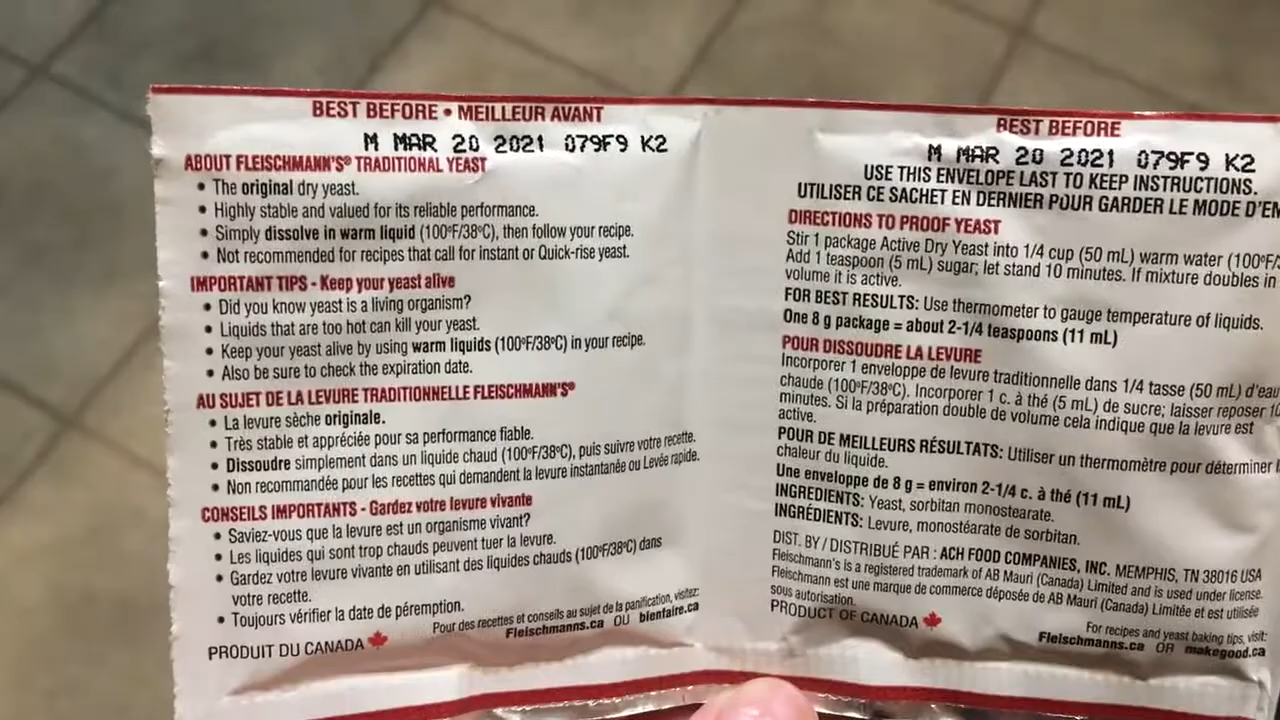 BEST BEFORE • MEILLEUR AVANT
M MAR 20 2021 079F9 K2
ABOUT FLEISCHMANN'S® TRADITIONAL YEAST
• The original dry yeast.
• Highly stable and valued for its reliable performance.
• Simply dissolve in warm liquid (100ºF/38ºC), then follow your recipe.
• Not recommended for recipes that call for instant or Quick-rise yeast.
IMPORTANT TIPS - Keep your yeast alive
• Did you know yeast is a living organism?
• Liquids that are too hot can kill your yeast.
• Keep your yeast alive by using warm liquids (100ºF/38ºC) in your recipe.
• Also be sure to check the expiration date.
AU SUJET DE LA LEVURE TRADITIONNELLE FLEISCHMANN'S®
• La levure sèche originale.
• Très stable et appréciée pour sa performance fiable.
• Dissoudre simplement dans un liquide chaud (100ºF/38ºC), puis suivre votre recette.
• Non recommandée pour les recettes qui demandent la levure instantanée ou Levée rapide.
CONSEILS IMPORTANTS - Gardez votre levure vivante
• Saviez-vous que la levure est un organisme vivant?
• Les liquides qui sont trop chauds peuvent tuer la levure.
• Gardez votre levure vivante en utilisant des liquides chauds (100ºF/38ºC) dans
votre recette.
• Toujours vérifier la date de péremption.
Pour des recettes et conseils au sujet de la panification, visitez:
Fleischmanns.ca OU bienfaire.ca
PRODUIT DU CANADA
BEST BEFORE
M MAR 20 2021 079F9 K2
USE THIS ENVELOPE LAST TO KEEP INSTRUCTIONS.
UTILISER CE SACHET EN DERNIER POUR GARDER LE MODE D'EM
DIRECTIONS TO PROOF YEAST
Stir 1 package Active Dry Yeast into 1/4 cup (50 mL) warm water (100ºF/
Add 1 teaspoon (5 mL) sugar; let stand 10 minutes. If mixture doubles in
volume it is active.
FOR BEST RESULTS: Use thermometer to gauge temperature of liquids.
One 8 g package = about 2-1/4 teaspoons (11 mL)
POUR DISSOUDRE LA LEVURE
Incorporer 1 enveloppe de levure traditionnelle dans 1/4 tasse (50 mL) d'eau
chaude (100ºF/38ºC). Incorporer 1 c. à thé (5 mL) de sucre; laisser reposer 10
minutes. Si la préparation double de volume cela indique que la levure est
active.
POUR DE MEILLEURS RÉSULTATS: Utiliser un thermomètre pour déterminer l
chaleur du liquide.
Une enveloppe de 8 g = environ 2-1/4 c. à thé (11 mL)
INGREDIENTS: Yeast, sorbitan monostearate.
INGRÉDIENTS: Levure, monostéarate de sorbitan.
DIST. BY / DISTRIBUÉ PAR : ACH FOOD COMPANIES, INC. MEMPHIS, TN 38016 USA
Fleischmann's is a registered trademark of AB Mauri (Canada) Limited and is used under license.
Fleischmann est une marque de commerce déposée de AB Mauri (Canada) Limitée et est utilisée
sous autorisation.
PRODUCT OF CANADA
For recipes and yeast baking tips, visit:
Fleischmanns.ca OR makegood.ca